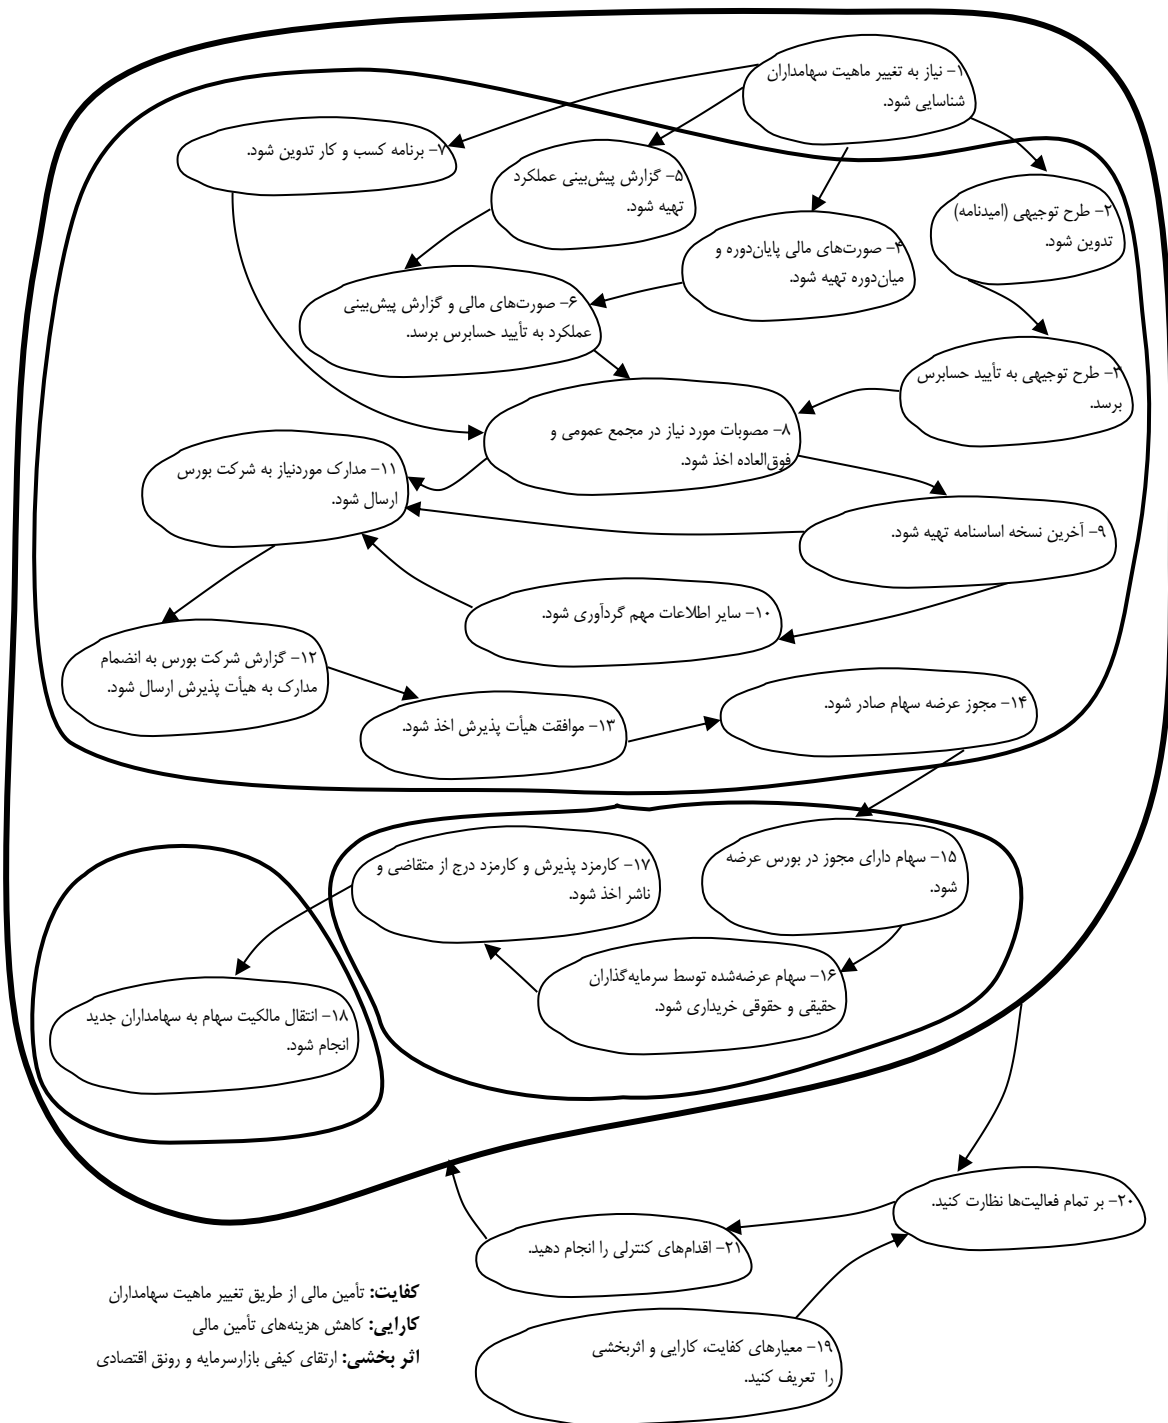 ۱- نیاز به تغییر ماهیت سهامداران
شناسایی شود.
۲- طرح توجیهی (امیدنامه)
تدوین شود.
۳- طرح توجیهی به تأیید حسابرس
برسد.
۴- صورت‌های مالی پایان‌دوره و
میان‌دوره تهیه شود.
۵- گزارش پیش‌بینی عملکرد
تهیه شود.
۶- صورت‌های مالی و گزارش پیش‌بینی
عملکرد به تأیید حسابرس برسد.
۷- برنامه کسب و کار تدوین شود.
۸- مصوبات مورد نیاز در مجمع عمومی و
فوق‌العاده اخذ شود.
۹- آخرین نسخه اساسنامه تهیه شود.
۱۰- سایر اطلاعات مهم گردآوری شود.
۱۱- مدارک موردنیاز به شرکت بورس
ارسال شود.
۱۲- گزارش شرکت بورس به انضمام
مدارک به هیأت پذیرش ارسال شود.
۱۳- موافقت هیأت پذیرش اخذ شود.
۱۴- مجوز عرضه سهام صادر شود.
۱۵- سهام دارای مجوز در بورس عرضه
شود.
۱۶- سهام عرضه‌شده توسط سرمایه‌گذاران
حقیقی و حقوقی خریداری شود.
۱۷- کارمزد پذیرش و کارمزد درج از متقاضی و
ناشر اخذ شود.
۱۸- انتقال مالکیت سهام به سهامداران جدید
انجام شود.
۱۹- معیارهای کفایت، کارایی و اثربخشی
را تعریف کنید.
۲۰- بر تمام فعالیت‌ها نظارت کنید.
۲۱- اقدام‌های کنترلی را انجام دهید.
کفایت: تأمین مالی از طریق تغییر ماهیت سهامداران
کارایی: کاهش هزینه‌های تأمین مالی
اثر بخشی: ارتقای کیفی بازارسرمایه و رونق اقتصادی